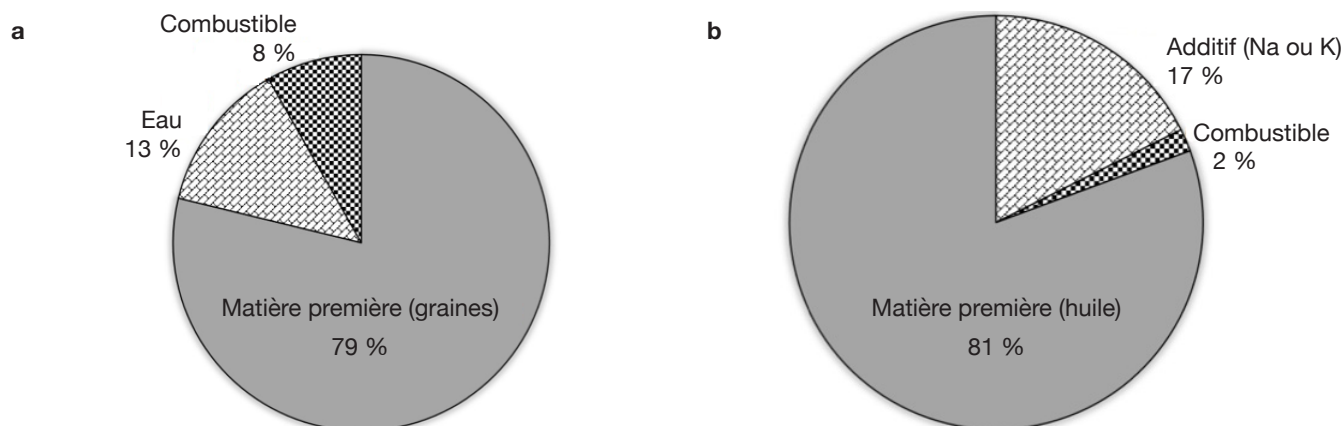 a
Combustible
8 %
Eau
13 %
Matière première (graines)
79 %
b
Additif (Na ou K)
17 %
Combustible
2 %
Matière première (huile)
81 %